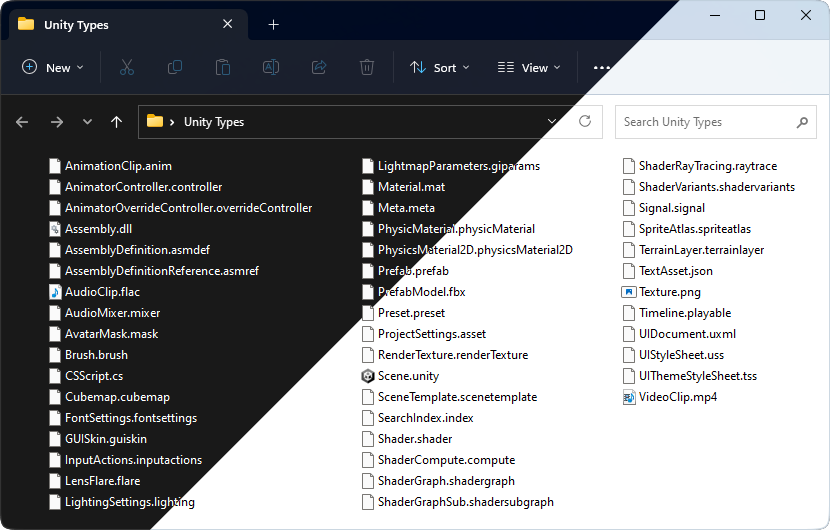 Unity Types
New
Sort
View
Unity Types
Search Unity Types
AnimationClip.anim
AnimatorController.controller
AnimatorOverrideController.overrideController
Assembly.dll
AssemblyDefinition.asmdef
AssemblyDefinitionReference.asmref
AudioClip.flac
AudioMixer.mixer
AvatarMask.mask
Brush.brush
CSScript.cs
Cubemap.cubemap
FontSettings.fontsettings
GUISkin.guiskin
InputActions.inputactions
LensFlare.flare
LightingSettings.lighting
LightmapParameters.giparams
Material.mat
Meta.meta
PhysicMaterial.physicMaterial
PhysicsMaterial2D.physicsMaterial2D
Prefab.prefab
PrefabModel.fbx
Preset.preset
ProjectSettings.asset
RenderTexture.renderTexture
Scene.unity
SceneTemplate.scenetemplate
SearchIndex.index
Shader.shader
ShaderCompute.compute
ShaderGraph.shadergraph
ShaderGraphSub.shadersubgraph
ShaderRayTracing.raytrace
ShaderVariants.shadervariants
Signal.signal
SpriteAtlas.spriteatlas
TerrainLayer.terrainlayer
TextAsset.json
Texture.png
Timeline.playable
UIDocument.uxml
UIStyleSheet.uss
UIThemeStyleSheet.tss
VideoClip.mp4